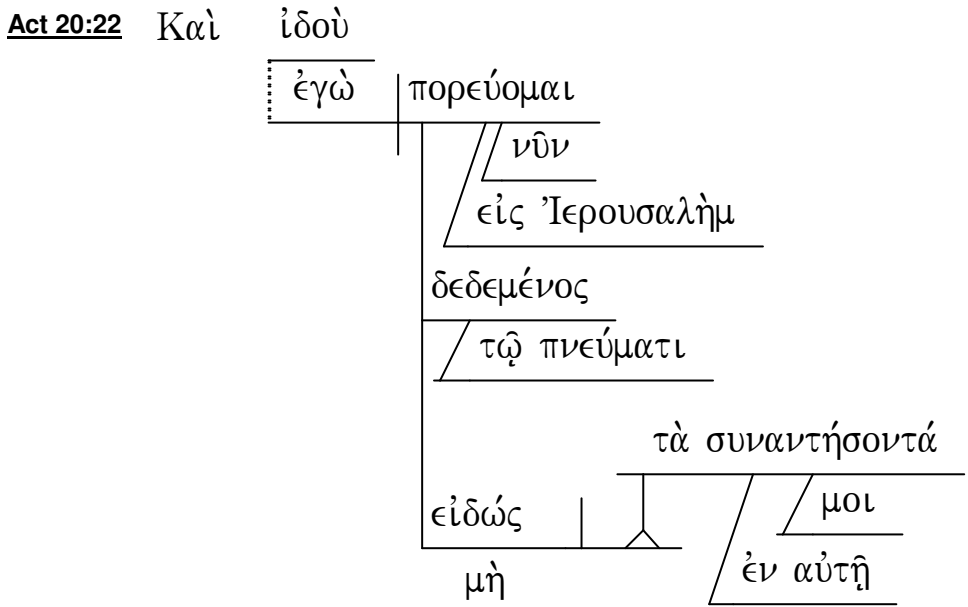 Act 20:22 Καὶ ἰδοὺ
ἐγὼ πορεύομαι
νῦν
εἰς Ἰερουσαλὴμ
δεδεμένος
τῷ πνεύματι
τὰ συναντήσοντά
εἰδώς μοι
μὴ ἐν αὐτῇ